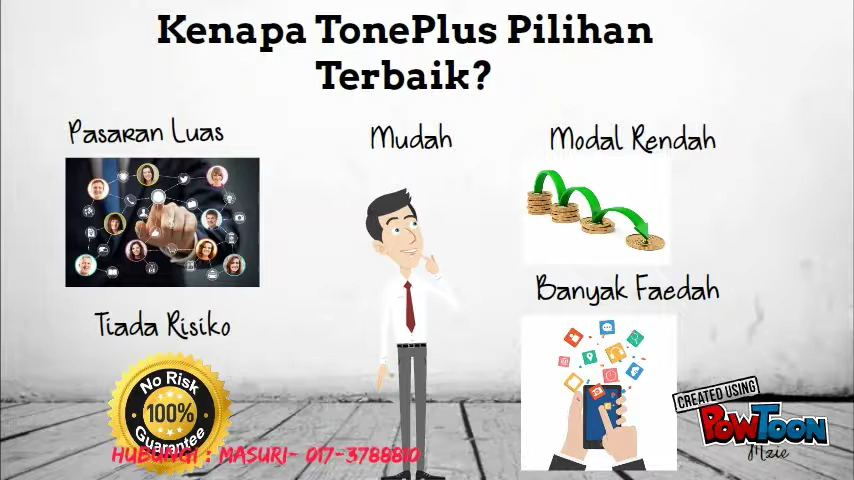 Kenapa TonePlus Pilihan
Terbaik?
Pasaran Luas
Mudah
Modal Rendah
Banyak Faedah
Tiada Risiko
No Risk
100%
Guarantee
HUBUNGI : MASURI- 017-3788810
CREATED USING
POWTOON
Mzie